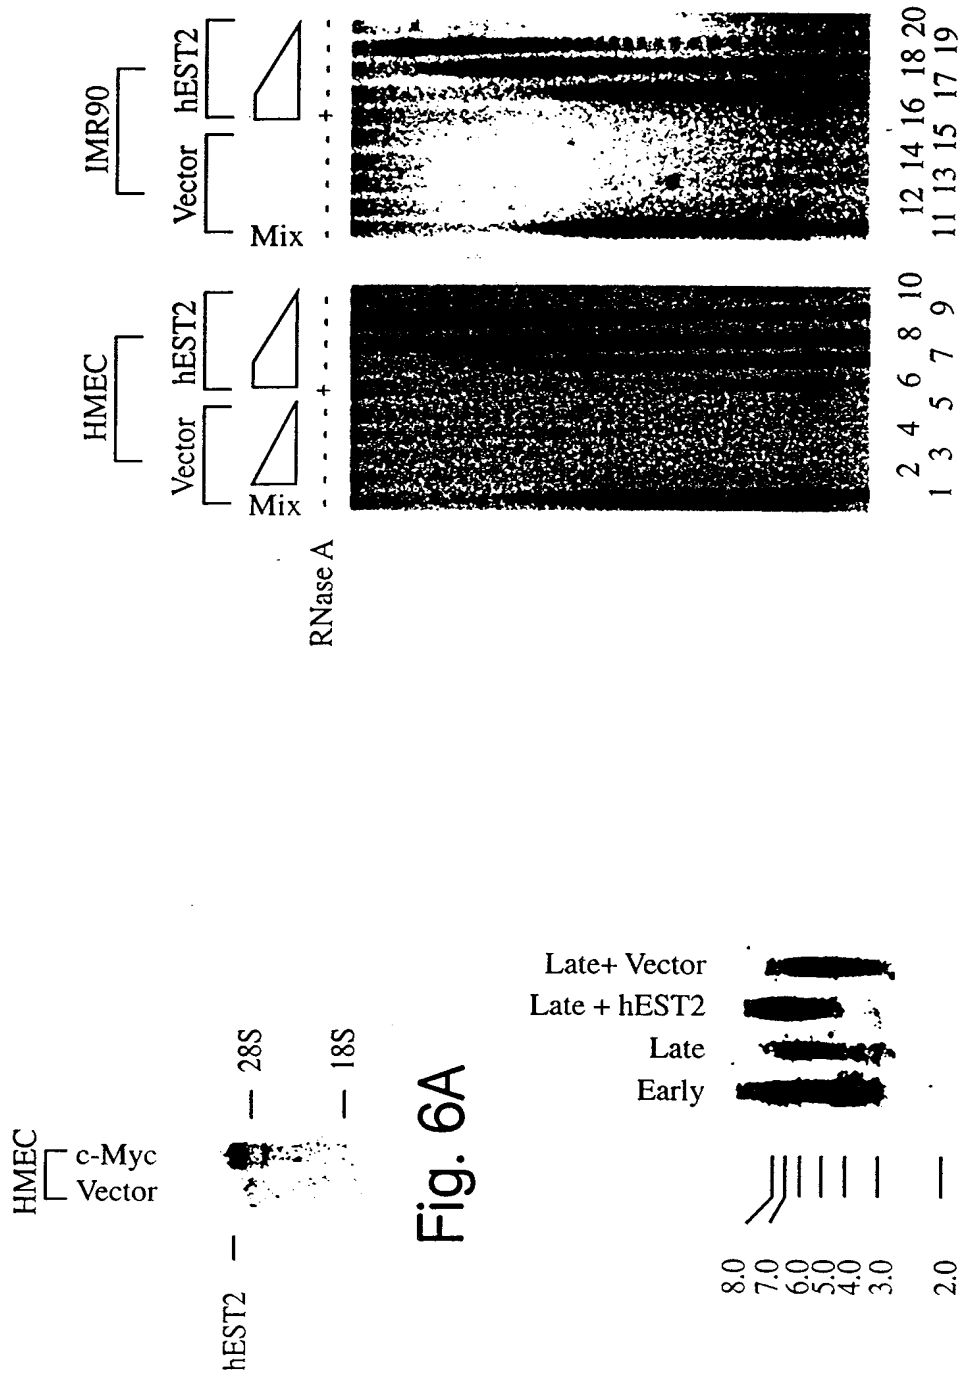 HMEC
Vector
c-Myc
hEST2
28S
18S
Fig. 6A
HMEC
IMR90
Vector
hEST2
Vector
hEST2
Mix
Mix
RNase A
- - - - - + - - - -
- - - - - + - - - -
1 2 3 4 5 6 7 8 9 10
11 12 13 14 15 16 17 18 19 20
Early
Late
Late + hEST2
Late+ Vector
8.0
7.0
6.0
5.0
4.0
3.0
2.0